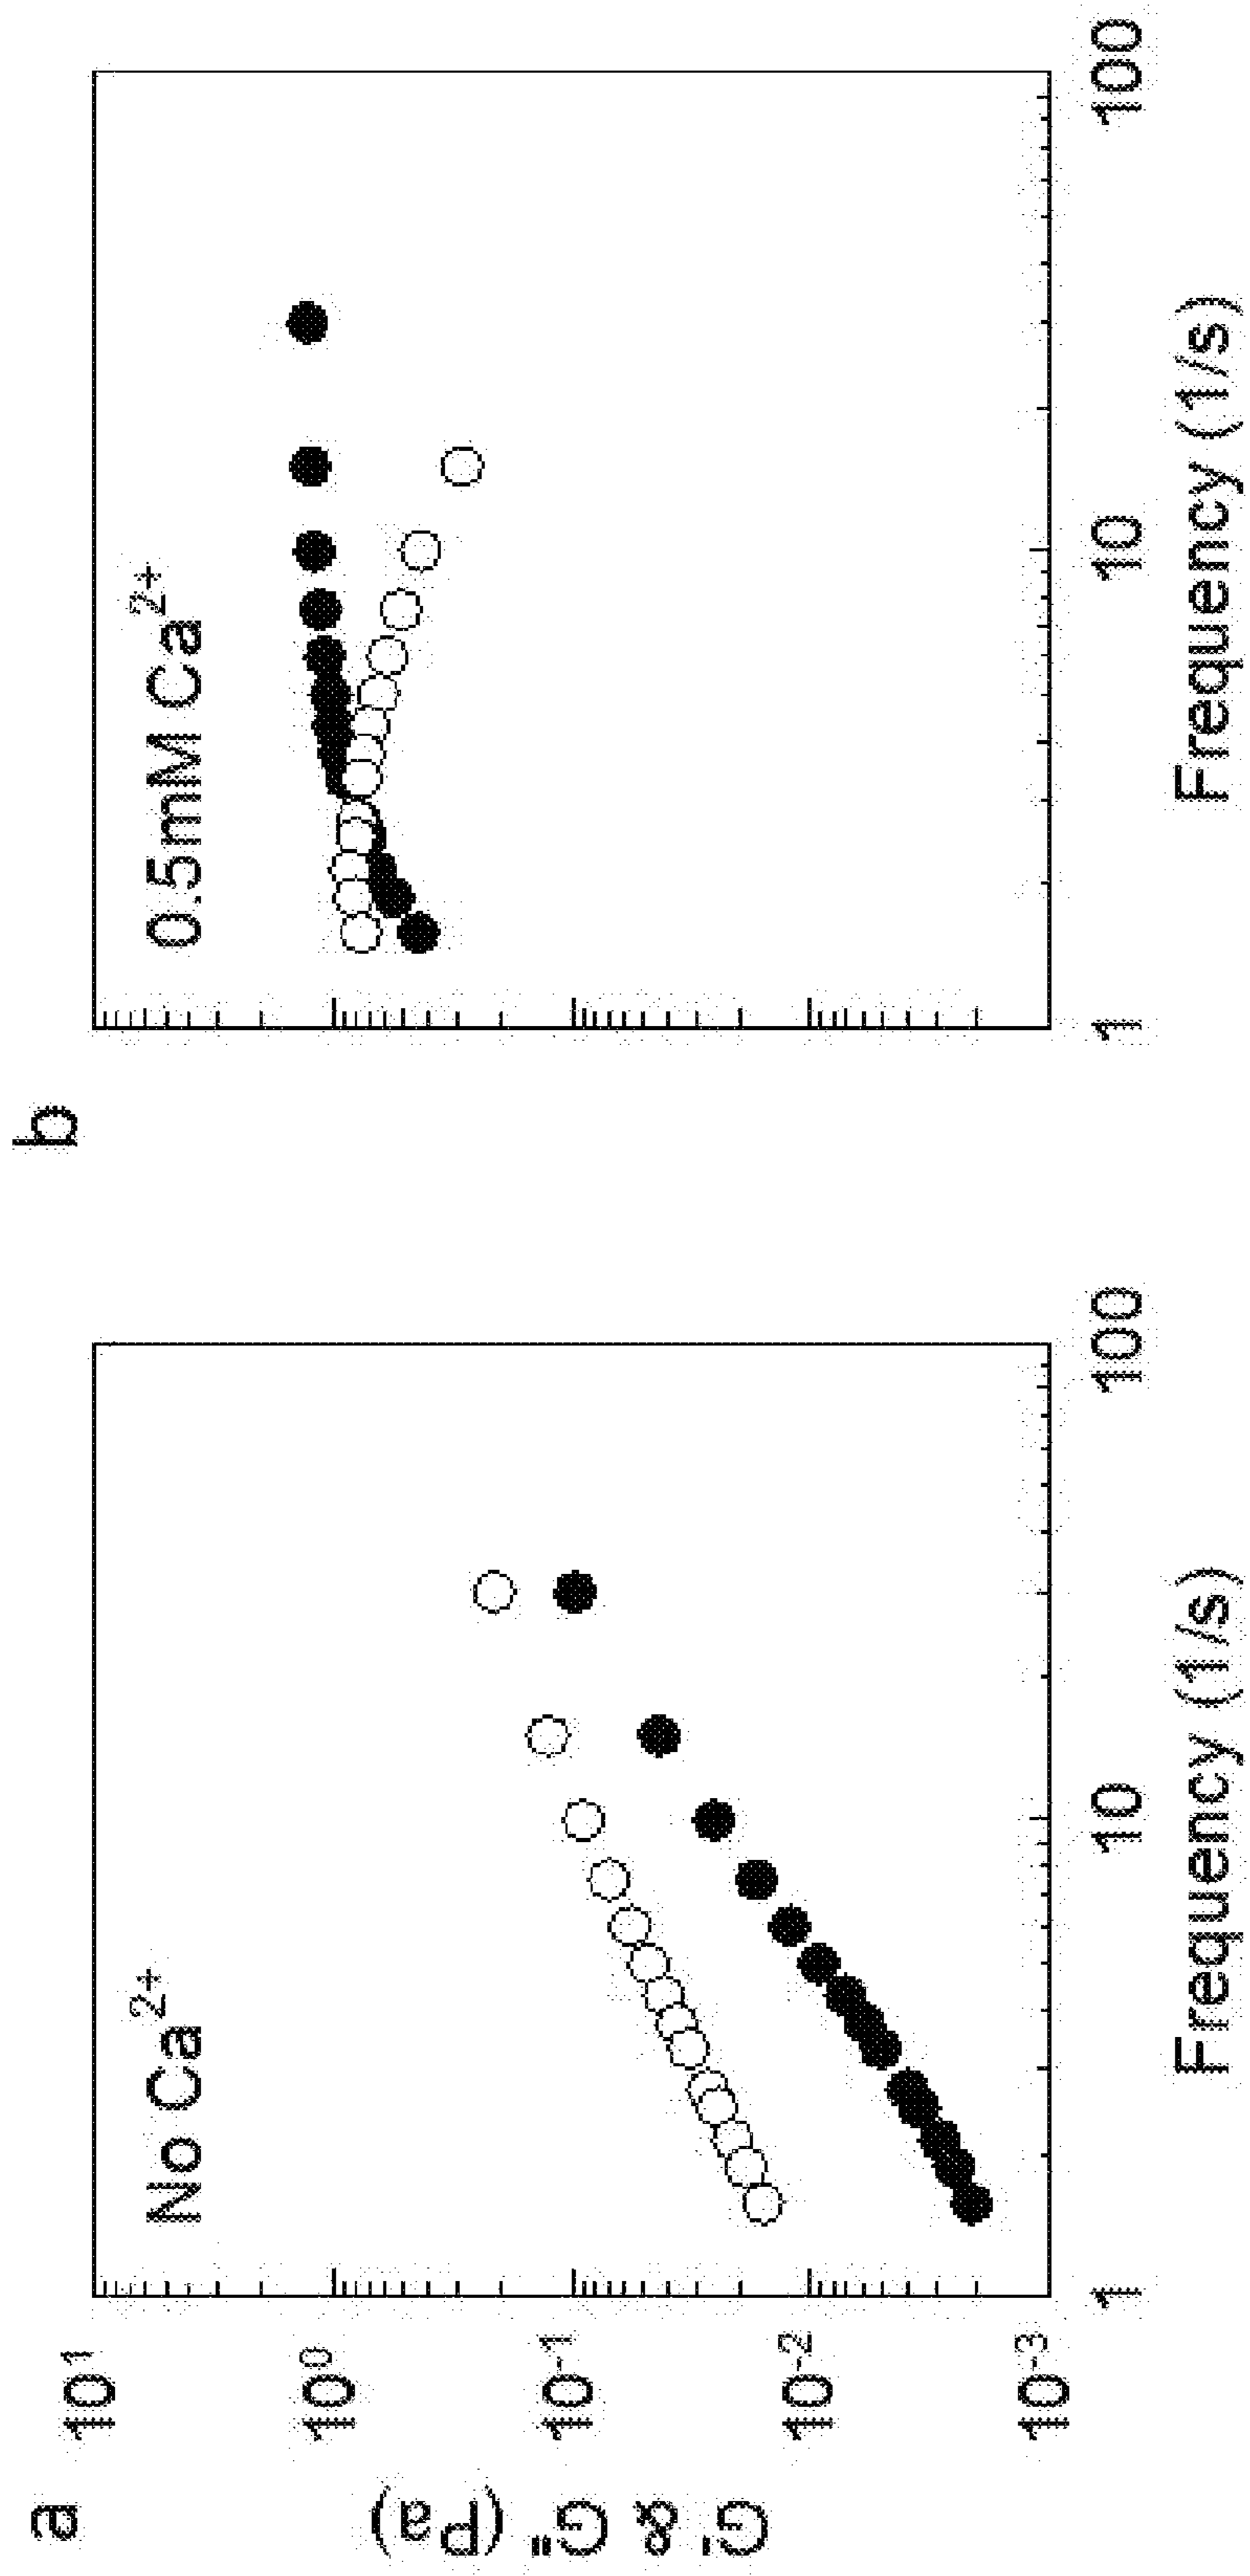 a
No Ca²⁺
10¹
10⁰
10⁻¹
10⁻²
10⁻³
G' & G" (Pa)
1
10
100
Frequency (1/s)
b
0.5mM Ca²⁺
1
10
100
Frequency (1/s)